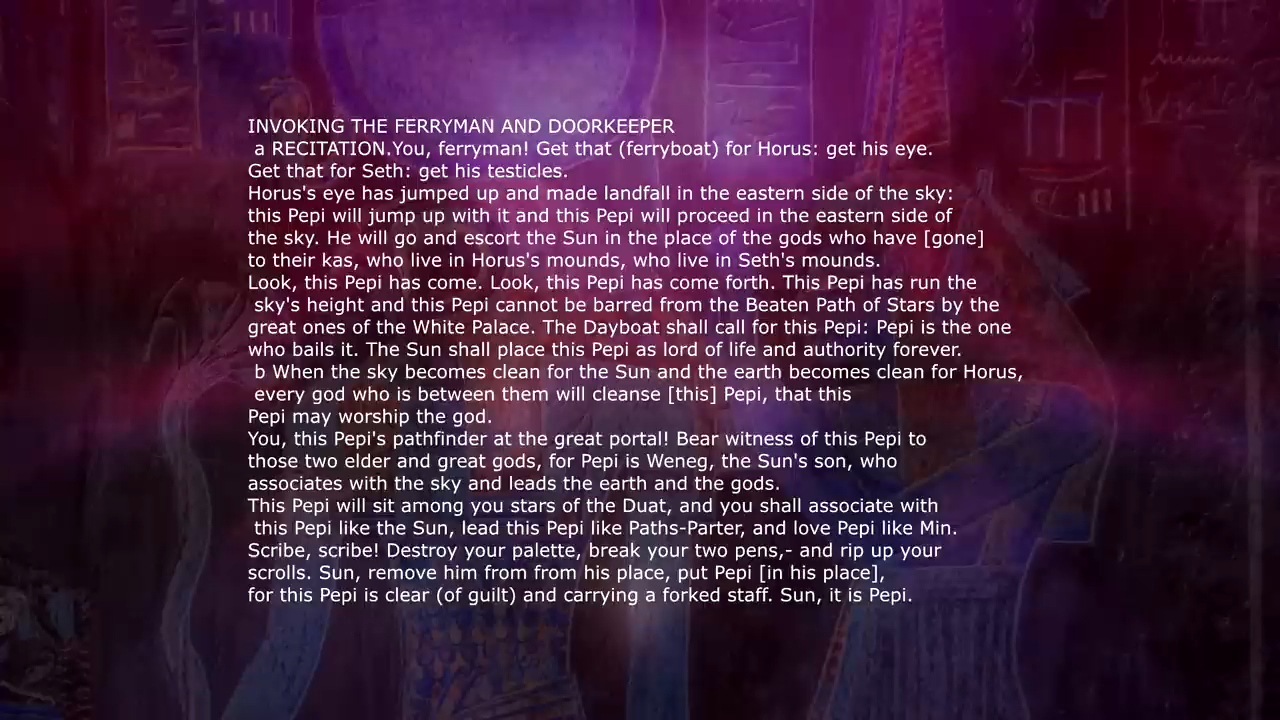 INVOKING THE FERRYMAN AND DOORKEEPER
a RECITATION.You, ferryman! Get that (ferryboat) for Horus: get his eye.
Get that for Seth: get his testicles.
Horus's eye has jumped up and made landfall in the eastern side of the sky:
this Pepi will jump up with it and this Pepi will proceed in the eastern side of
the sky. He will go and escort the Sun in the place of the gods who have [gone]
to their kas, who live in Horus's mounds, who live in Seth's mounds.
Look, this Pepi has come. Look, this Pepi has come forth. This Pepi has run the
sky's height and this Pepi cannot be barred from the Beaten Path of Stars by the
great ones of the White Palace. The Dayboat shall call for this Pepi: Pepi is the one
who bails it. The Sun shall place this Pepi as lord of life and authority forever.
b When the sky becomes clean for the Sun and the earth becomes clean for Horus,
every god who is between them will cleanse [this] Pepi, that this
Pepi may worship the god.
You, this Pepi's pathfinder at the great portal! Bear witness of this Pepi to
those two elder and great gods, for Pepi is Weneg, the Sun's son, who
associates with the sky and leads the earth and the gods.
This Pepi will sit among you stars of the Duat, and you shall associate with
this Pepi like the Sun, lead this Pepi like Paths-Parter, and love Pepi like Min.
Scribe, scribe! Destroy your palette, break your two pens,- and rip up your
scrolls. Sun, remove him from from his place, put Pepi [in his place],
for this Pepi is clear (of guilt) and carrying a forked staff. Sun, it is Pepi.